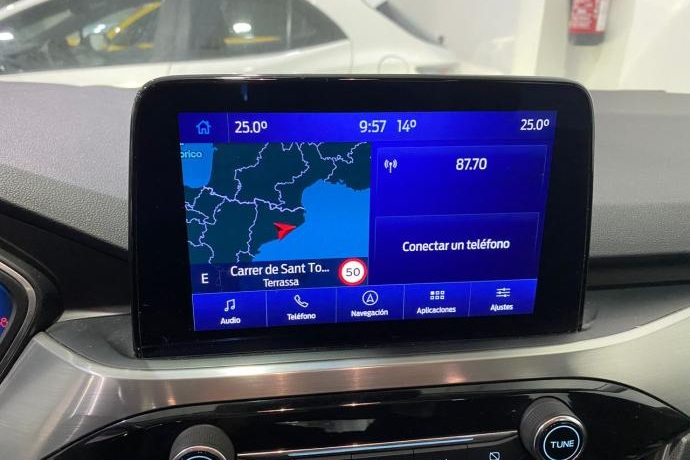 25.0º
9:57 14º
25.0º
orico
87.70
Conectar un teléfono
E
Carrer de Sant To...
Terrassa
50
Audio
Teléfono
Navegación
Aplicaciones
Ajustes
TUNE